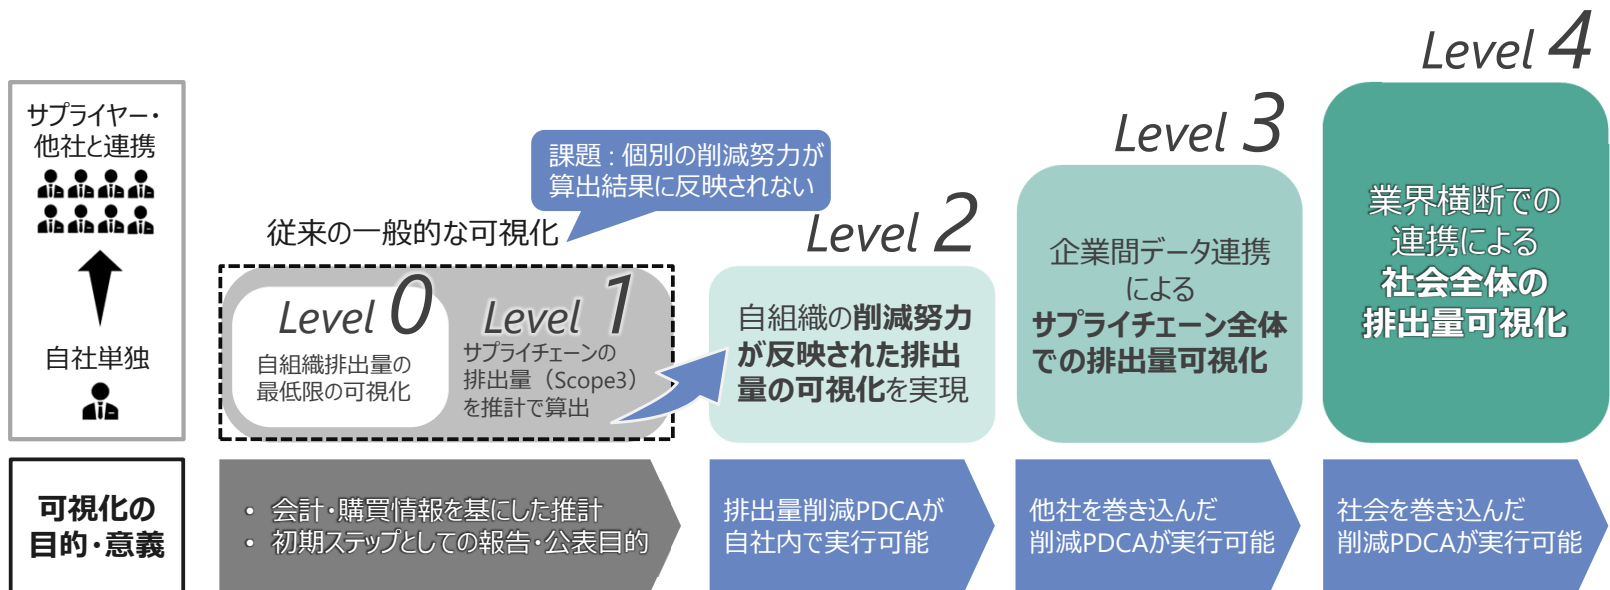 サプライヤー・
他社と連携
自社単独
可視化の
目的・意義
従来の一般的な可視化
課題：個別の削減努力が
算出結果に反映されない
Level 0
自組織排出量の
最低限の可視化
Level 1
サプライチェーンの
排出量（Scope3）
を推計で算出
・ 会計・購買情報を基にした推計
・ 初期ステップとしての報告・公表目的
Level 2
自組織の削減努力
が反映された排出
量の可視化を実現
排出量削減PDCAが
自社内で実行可能
Level 3
企業間データ連携
による
サプライチェーン全体
での排出量可視化
他社を巻き込んだ
削減PDCAが実行可能
Level 4
業界横断での
連携による
社会全体の
排出量可視化
社会を巻き込んだ
削減PDCAが実行可能